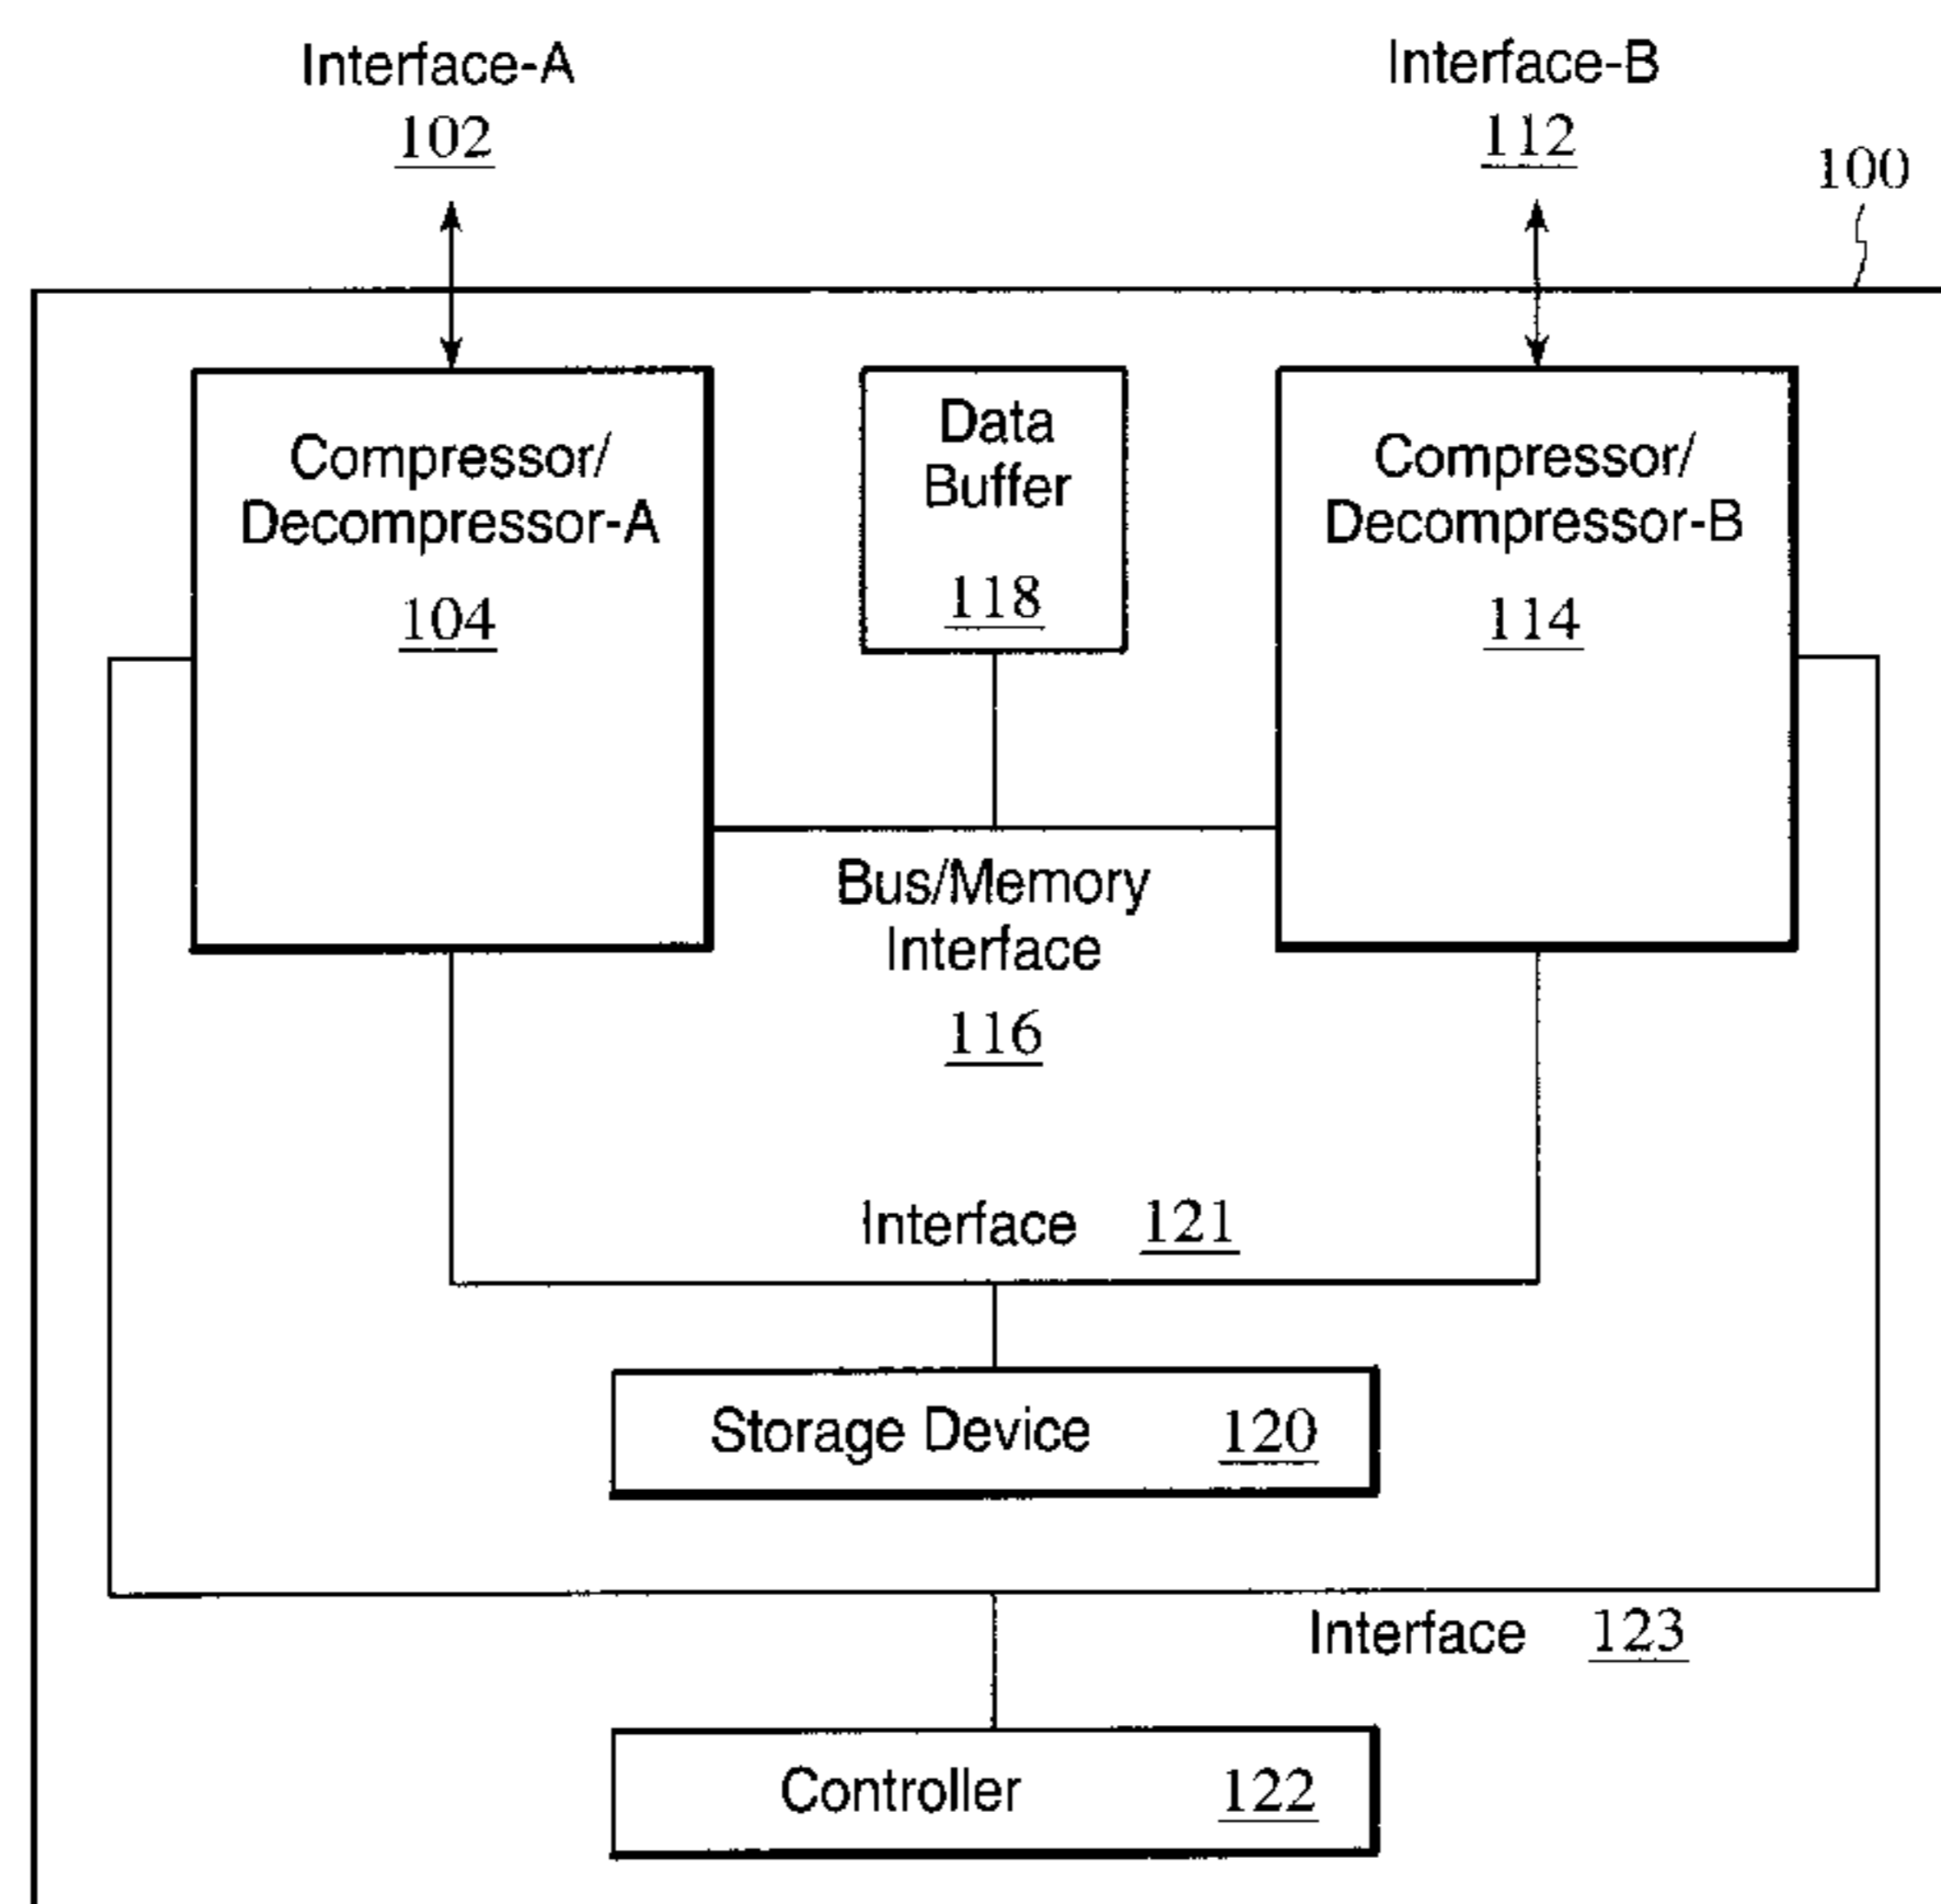 Interface-A
102
Interface-B
112
100
Compressor/
Decompressor-A
104
Data
Buffer
118
Compressor/
Decompressor-B
114
Bus/Memory
Interface
116
Interface 121
Storage Device 120
Interface 123
Controller 122